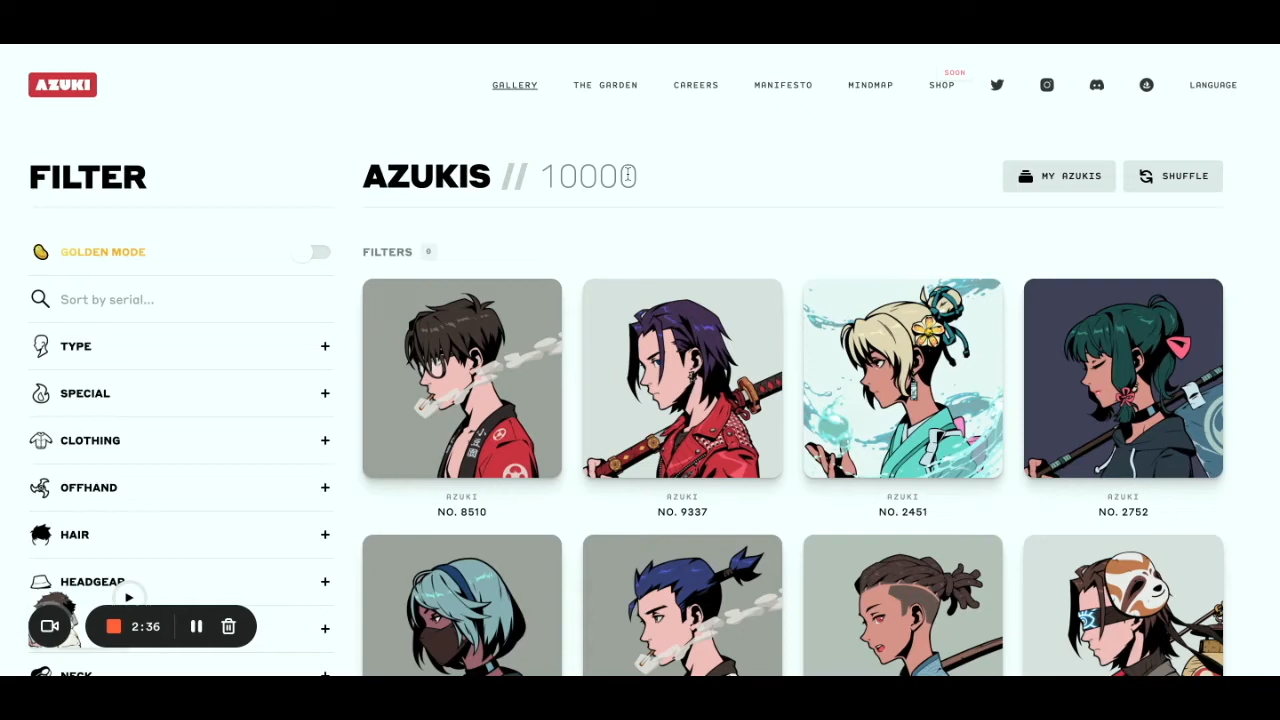 AZUKI
GALLERY
THE GARDEN
CAREERS
MANIFESTO
MINDMAP
SOON
SHOP
LANGUAGE
FILTER
AZUKIS // 10000
MY AZUKIS
SHUFFLE
GOLDEN MODE
FILTERS 0
Sort by serial...
TYPE +
SPECIAL +
CLOTHING +
OFFHAND +
HAIR +
HEADGEAR +
+
NECK
AZUKI
NO. 8510
AZUKI
NO. 9337
AZUKI
NO. 2451
AZUKI
NO. 2752
2:36